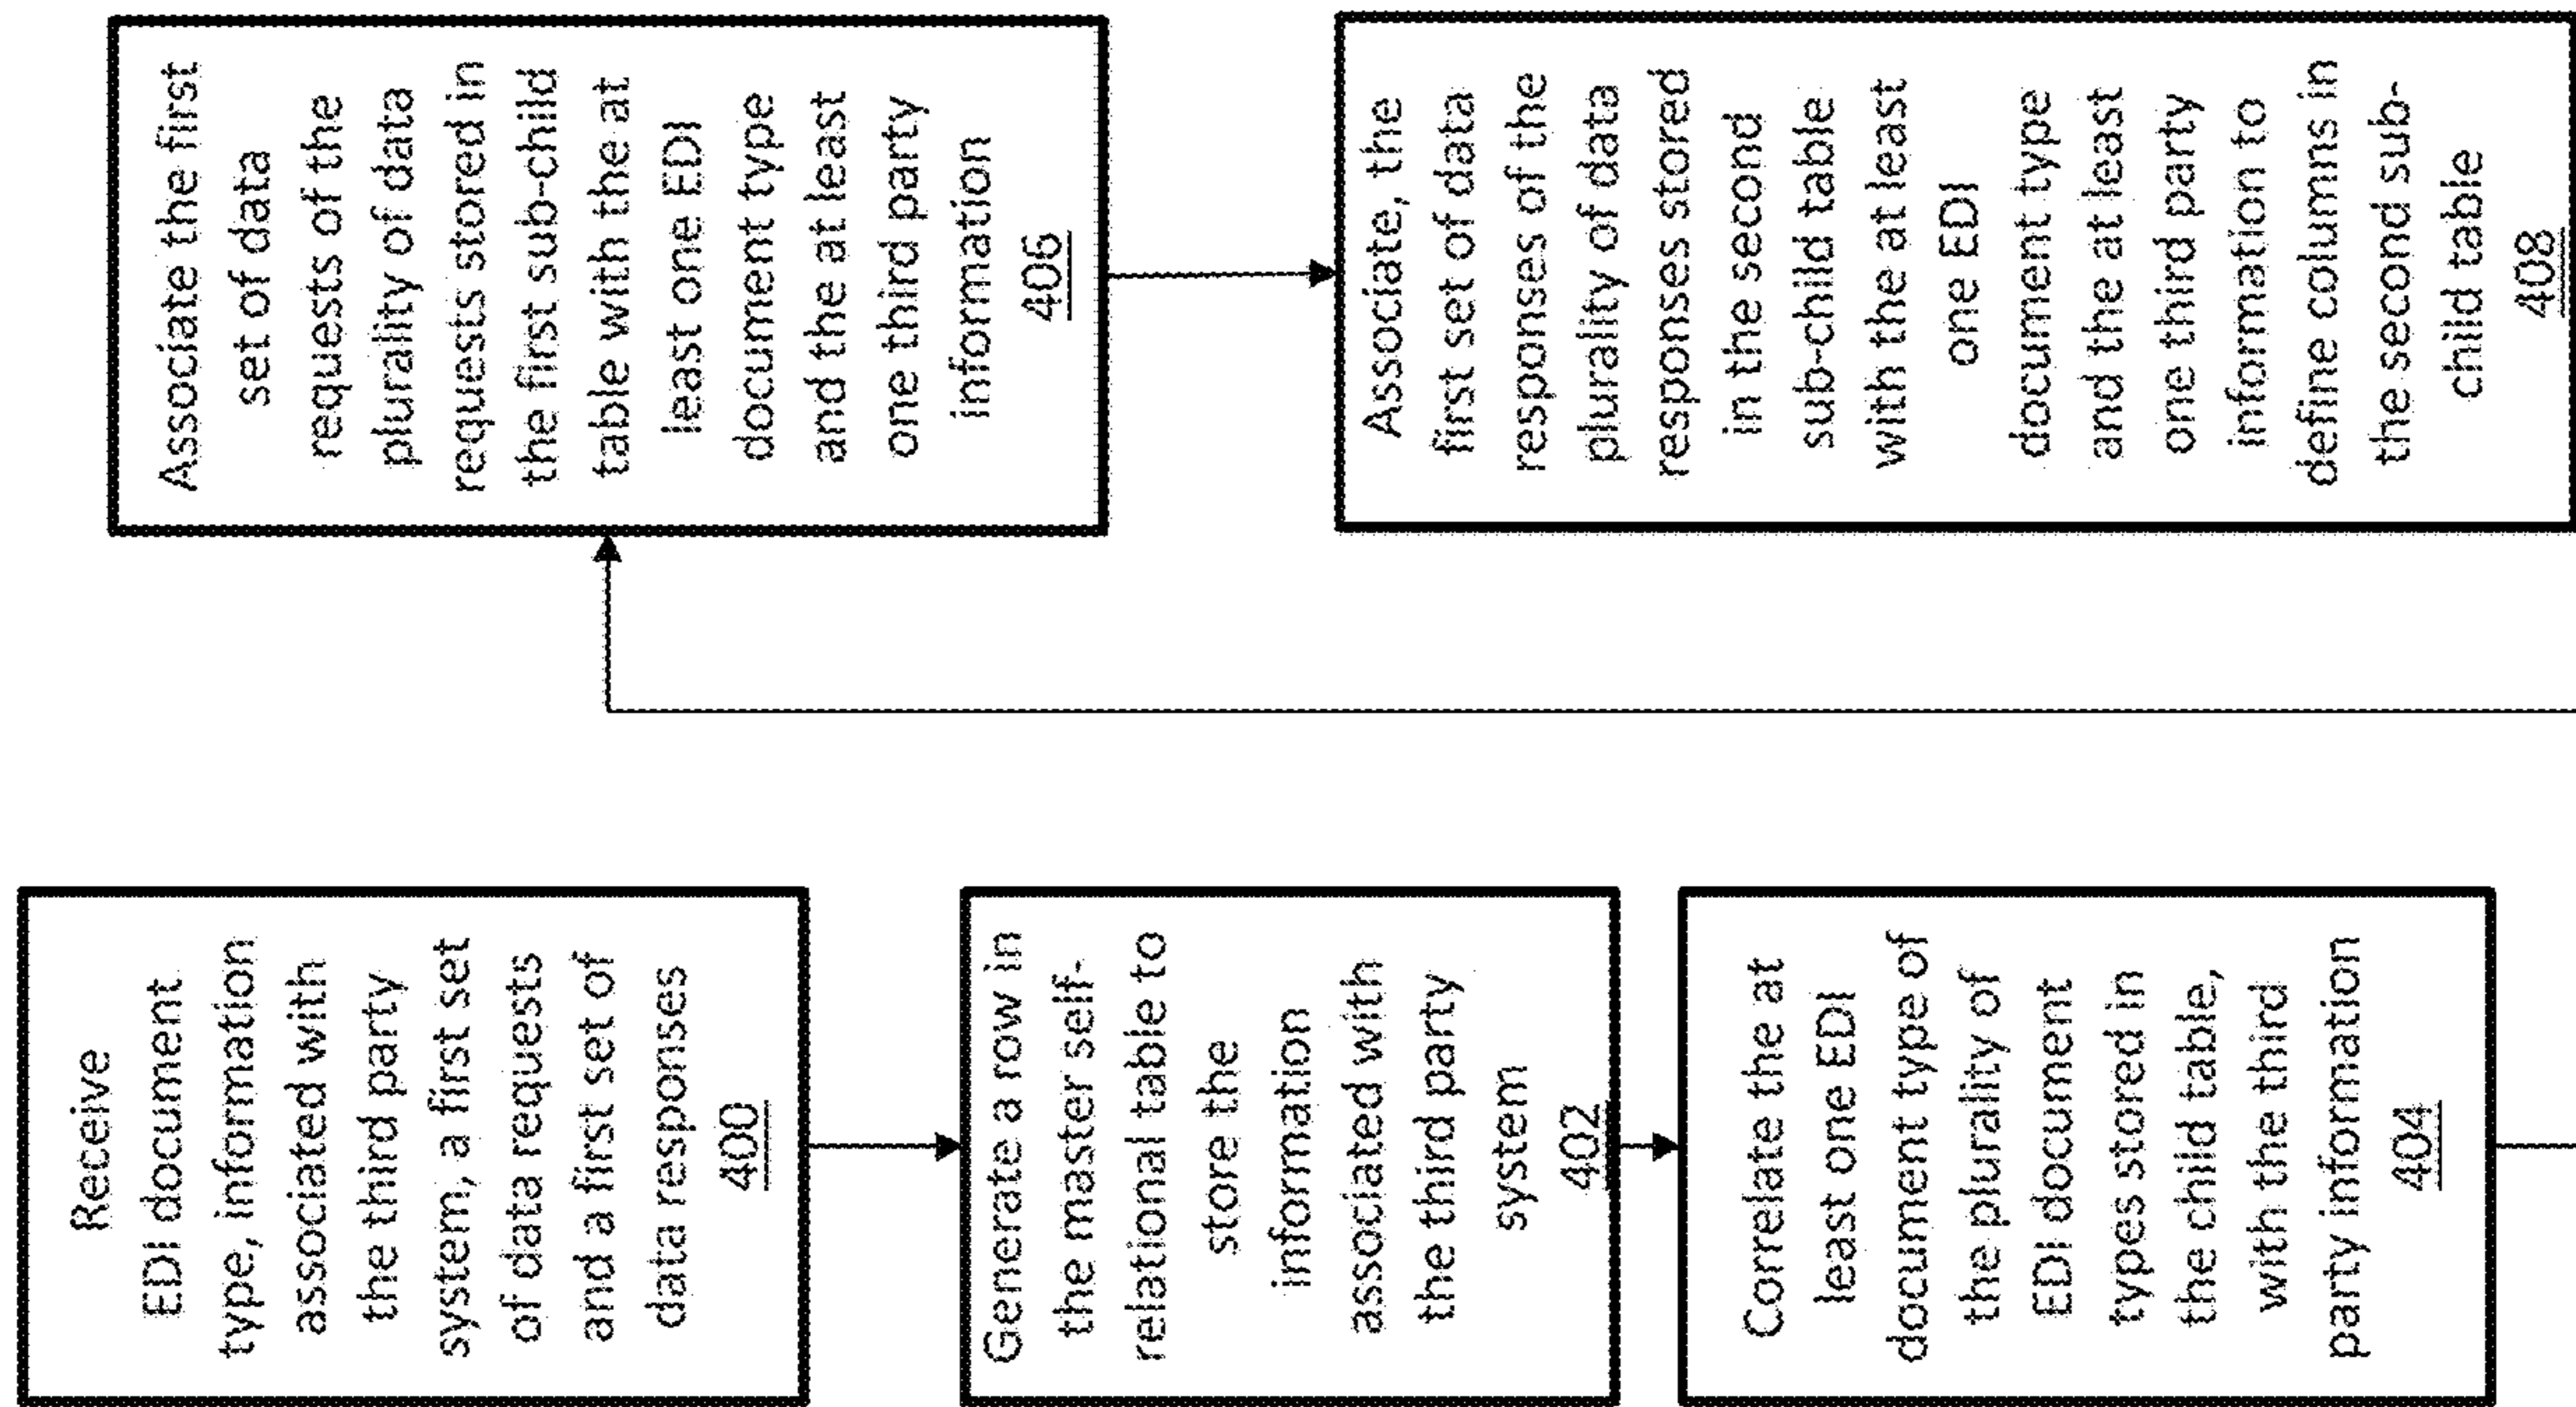 Receive
EDI document
type, information
associated with
the third party
system, a first set
of data requests
and a first set of
data responses
400
Generate a row in
the master self-
relational table to
store the
information
associated with
the third party
system
402
Correlate the at
least one EDI
document type of
the plurality of
EDI document
types stored in
the child table,
with the third
party information
404
Associate the first
set of data
requests of the
plurality of data
requests stored in
the first sub-child
table with the at
least one EDI
document type
and the at least
one third party
information
406
Associate, the
first set of data
responses of the
plurality of data
responses stored
in the second
sub-child table
with the at least
one EDI
document type
and the at least
one third party
information to
define columns in
the second sub-
child table
408